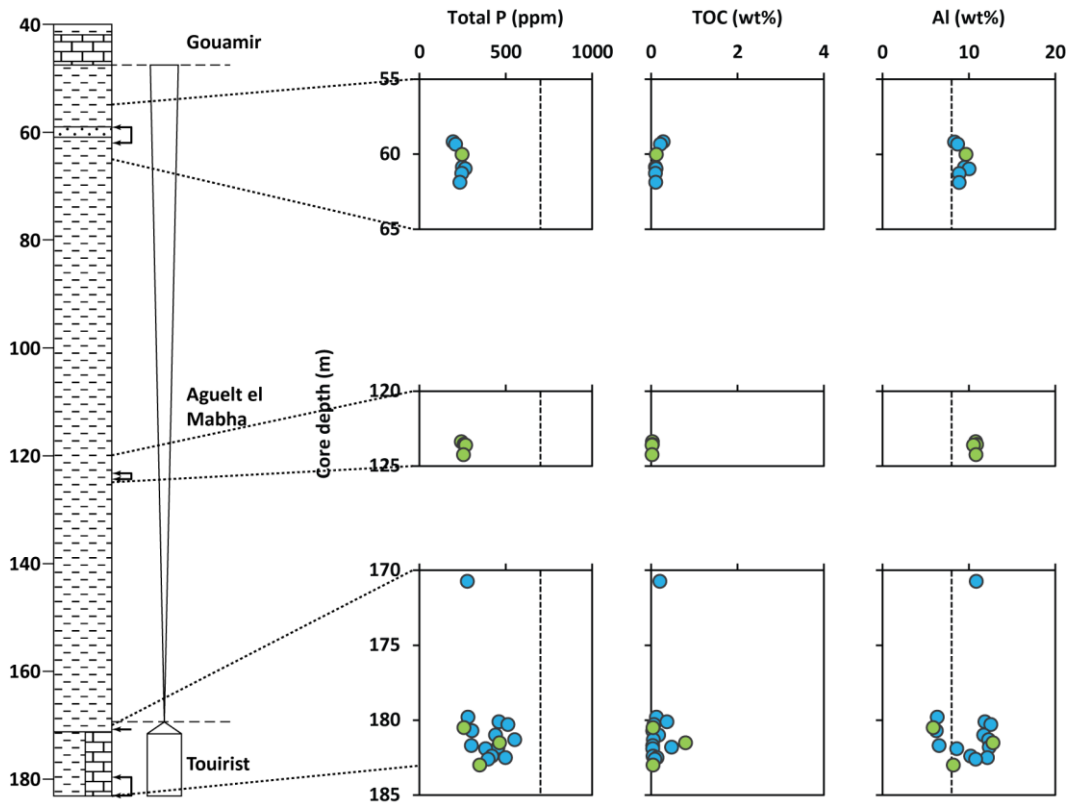 Total P (ppm)
TOC (wt%)
Al (wt%)
0 500 1000
0 2 4
0 10 20
40
60
80
100
120
140
160
180
Gouamir
Aguelt el
Mabha
Touirist
Core depth (m)
55
60
65
120
125
170
175
180
185